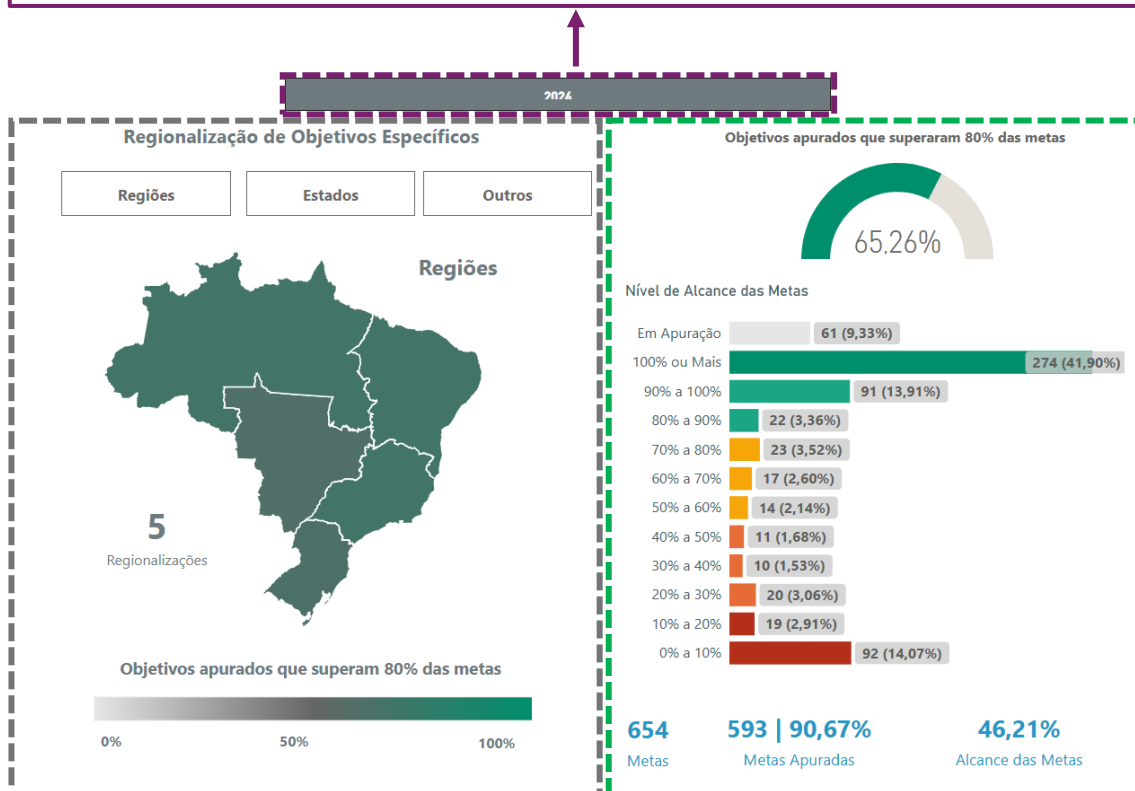 2024
Regionalização de Objetivos Específicos
Regiões
Estados
Outros
Regiões
5
Regionalizações
Objetivos apurados que superam 80% das metas
0%
50%
100%
Objetivos apurados que superaram 80% das metas
65,26%
Nível de Alcance das Metas
Em Apuração 61 (9,33%)
100% ou Mais 274 (41,90%)
90% a 100% 91 (13,91%)
80% a 90% 22 (3,36%)
70% a 80% 23 (3,52%)
60% a 70% 17 (2,60%)
50% a 60% 14 (2,14%)
40% a 50% 11 (1,68%)
30% a 40% 10 (1,53%)
20% a 30% 20 (3,06%)
10% a 20% 19 (2,91%)
0% a 10% 92 (14,07%)
654
Metas
593 | 90,67%
Metas Apuradas
46,21%
Alcance das Metas